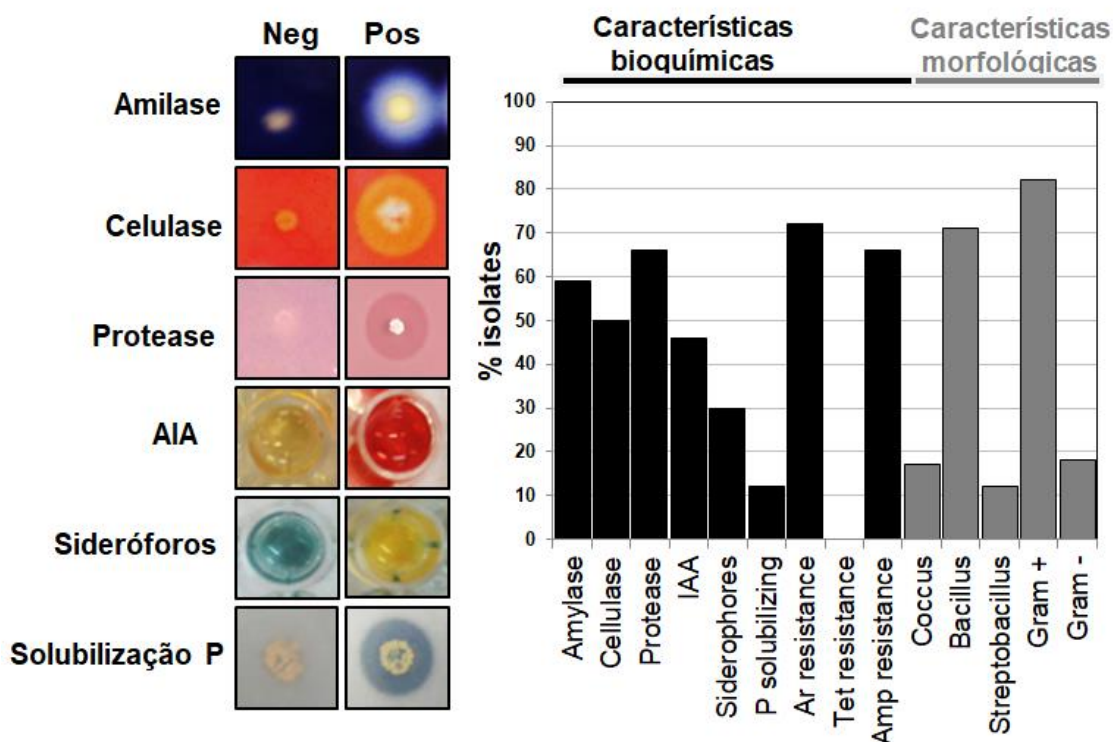 Neg Pos
Amilase
Celulase
Protease
AIA
Sideróforos
Solubilização P
Características
bioquímicas
Características
morfológicas
% isolates
100
90
80
70
60
50
40
30
20
10
0
Amylase
Cellulase
Protease
IAA
Siderophores
P solubilizing
Ar resistance
Tet resistance
Amp resistance
Coccus
Bacillus
Streptobacillus
Gram +
Gram -